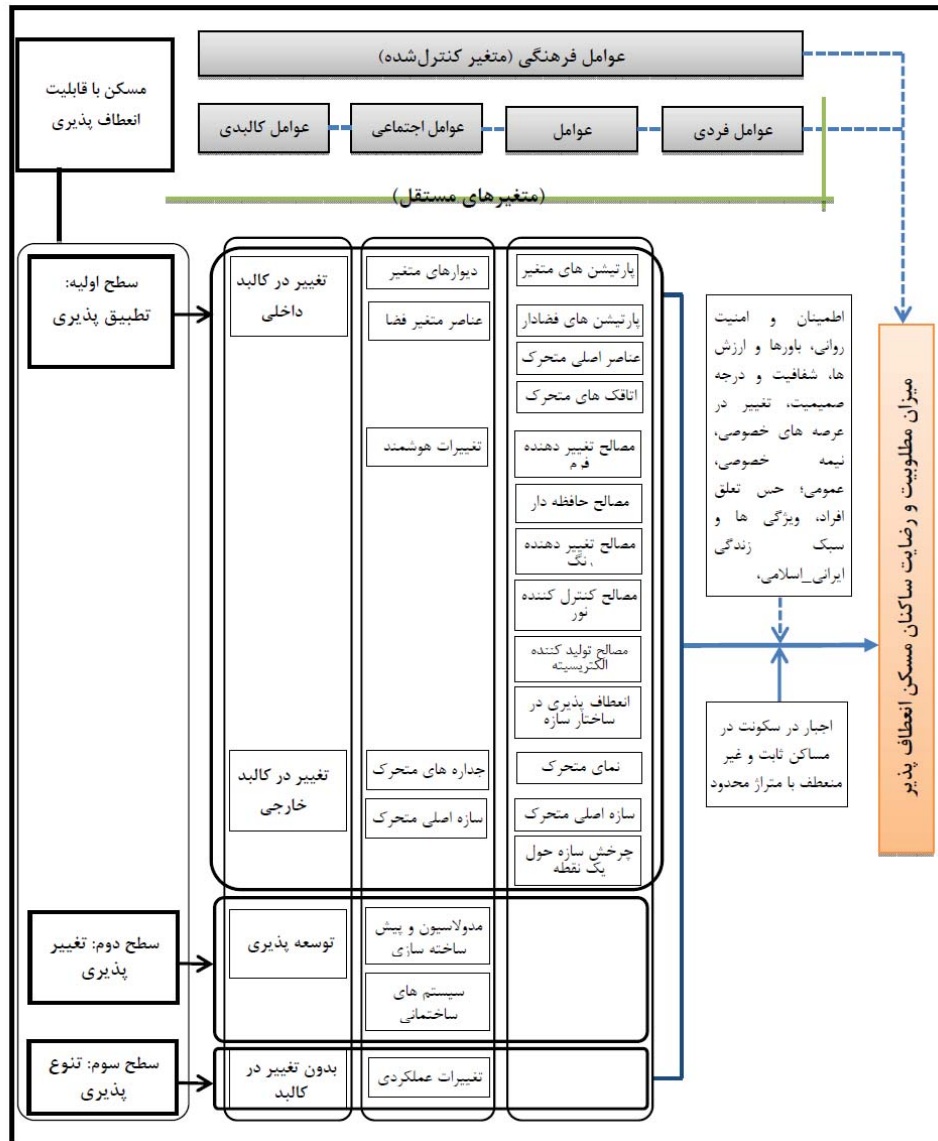 عوامل فرهنگی (متغیر کنترل‌شده)
مسکن با قابلیت
انعطاف پذیری
عوامل فردی
عوامل
عوامل اجتماعی
عوامل کالبدی
(متغیرهای مستقل)
سطح اولیه:
تطبیق پذیری
تغییر در کالبد
داخلی
دیوارهای متغیر
پارتیشن های متغیر
عناصر متغیر فضا
پارتیشن های فضادار
عناصر اصلی متحرک
اتاقک های متحرک
تغییرات هوشمند
مصالح تغییر دهنده
فرم
مصالح حافظه دار
مصالح تغییر دهنده
رنگ
مصالح کنترل کننده
نور
مصالح تولید کننده
الکتریسیته
انعطاف پذیری در
ساختار سازه
تغییر در کالبد
خارجی
جداره های متحرک
نمای متحرک
سازه اصلی متحرک
سازه اصلی متحرک
چرخش سازه حول
یک نقطه
سطح دوم: تغییر
پذیری
توسعه پذیری
مدولاسیون و پیش
ساخته سازی
سیستم های
ساختمانی
سطح سوم: تنوع
پذیری
بدون تغییر در
کالبد
تغییرات عملکردی
اطمینان و امنیت
روانی، باورها و ارزش
ها، شفافیت و درجه
صمیمیت، تغییر در
عرصه های خصوصی،
نیمه خصوصی،
عمومی؛ حس تعلق
افراد، ویژگی ها و
سبک زندگی
ایرانی_اسلامی،
اجبار در سکونت در
مساکن ثابت و غیر
منعطف با متراژ محدود
میزان مطلوبیت و رضایت ساکنان مسکن انعطاف پذیر